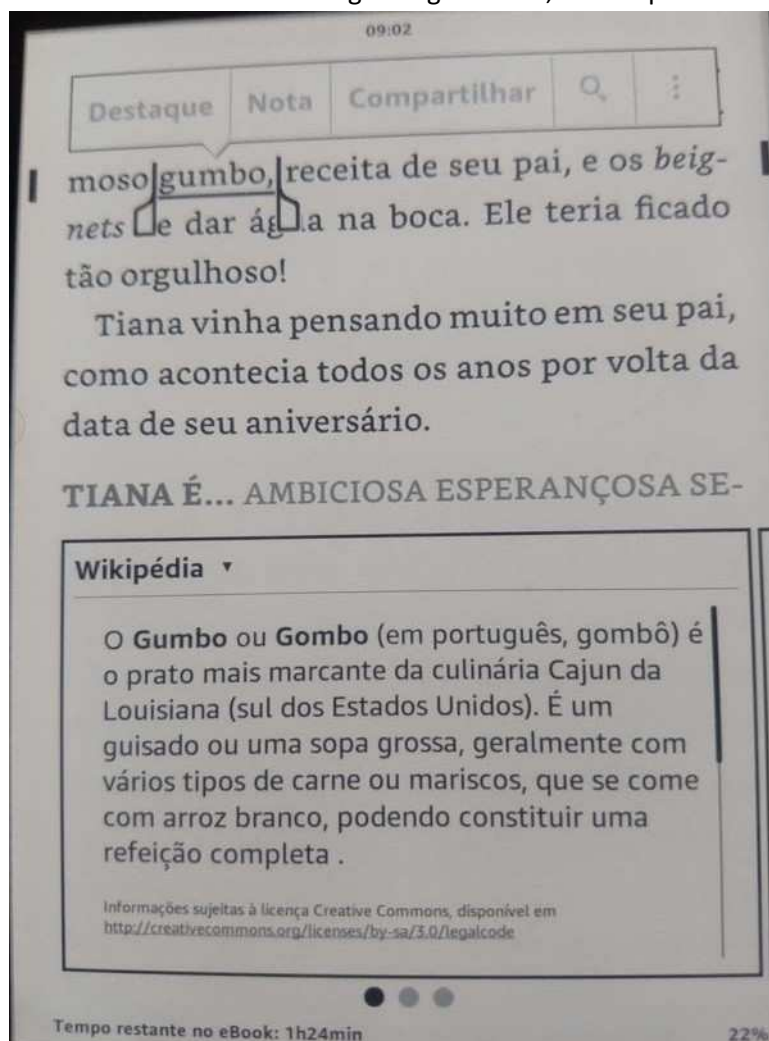 09:02
Destaque Nota Compartilhar
moso gumbo, receita de seu pai, e os beig-
nets de dar água na boca. Ele teria ficado
tão orgulhoso!
Tiana vinha pensando muito em seu pai,
como acontecia todos os anos por volta da
data de seu aniversário.
TIANA É... AMBICIOSA ESPERANÇOSA SE-
Wikipédia
O Gumbo ou Gombo (em português, gombô) é
o prato mais marcante da culinária Cajun da
Louisiana (sul dos Estados Unidos). É um
guisado ou uma sopa grossa, geralmente com
vários tipos de carne ou mariscos, que se come
com arroz branco, podendo constituir uma
refeição completa .
Informações sujeitas à licença Creative Commons, disponível em
http://creativecommons.org/licenses/by-sa/3.0/legalcode
Tempo restante no eBook: 1h24min 22%